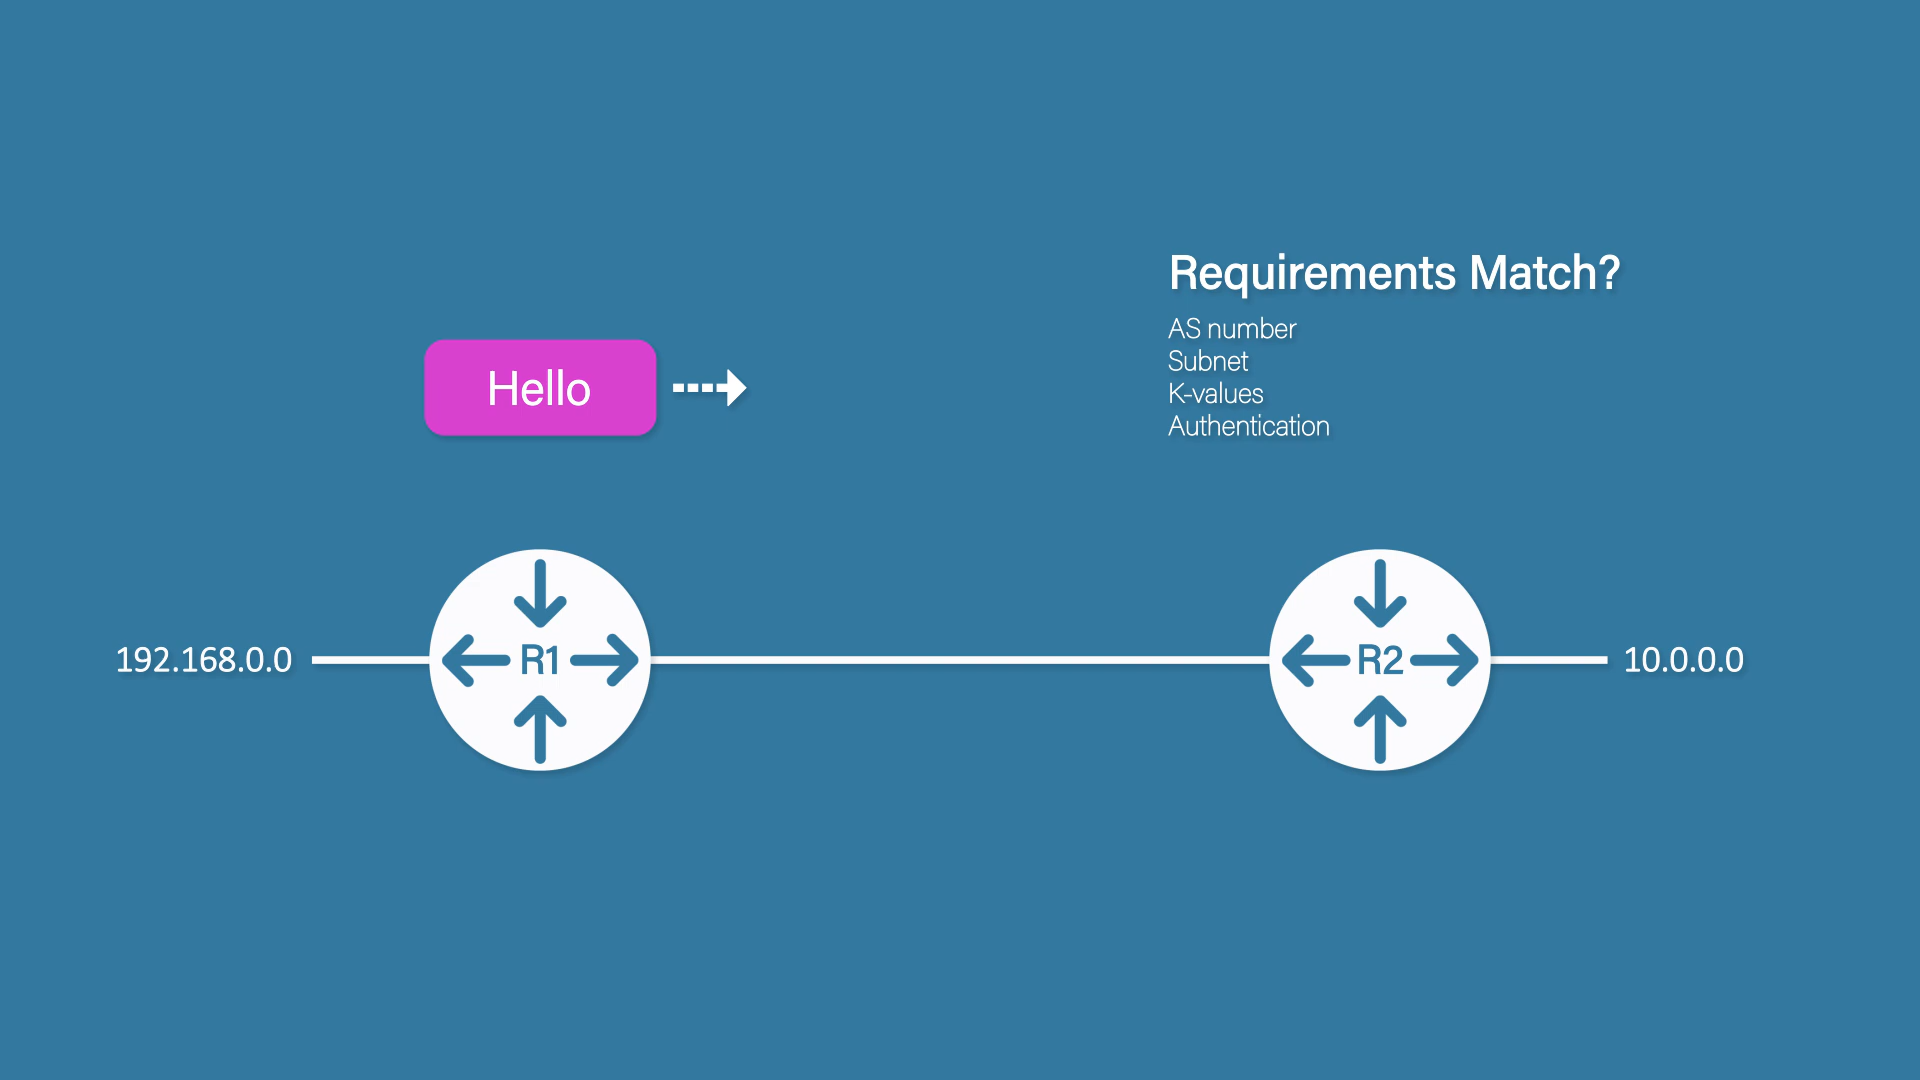 Requirements Match?
AS number
Subnet
K-values
Authentication
Hello
192.168.0.0
R1
R2
10.0.0.0